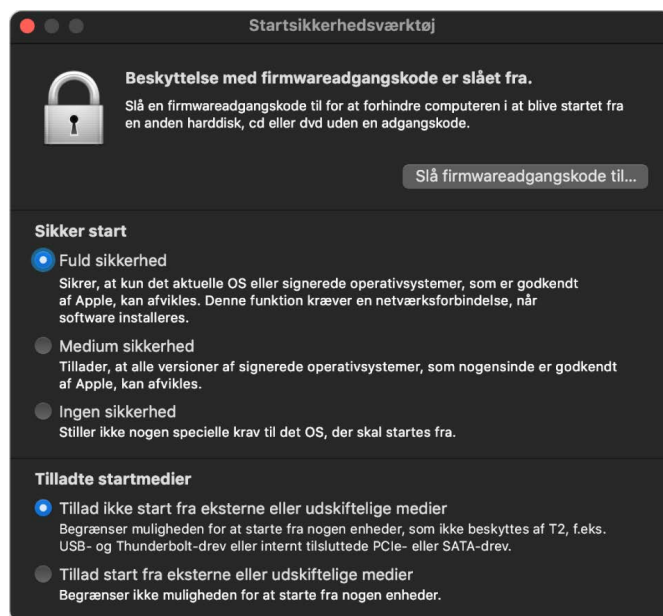 Startsikkerhedsværktøj
Beskyttelse med firmwareadgangskode er slået fra.
Slå en firmwareadgangskode til for at forhindre computeren i at blive startet fra
en anden harddisk, cd eller dvd uden en adgangskode.
Slå firmwareadgangskode til...
Sikker start
Fuld sikkerhed
Sikrer, at kun det aktuelle OS eller signerede operativsystemer, som er godkendt
af Apple, kan afvikles. Denne funktion kræver en netværksforbindelse, når
software installeres.
Medium sikkerhed
Tillader, at alle versioner af signerede operativsystemer, som nogensinde er godkendt
af Apple, kan afvikles.
Ingen sikkerhed
Stiller ikke nogen specielle krav til det OS, der skal startes fra.
Tilladte startmedier
Tillad ikke start fra eksterne eller udskiftelige medier
Begrænser muligheden for at starte fra nogen enheder, som ikke beskyttes af T2, f.eks.
USB- og Thunderbolt-drev eller internt tilsluttede PCIe- eller SATA-drev.
Tillad start fra eksterne eller udskiftelige medier
Begrænser ikke muligheden for at starte fra nogen enheder.